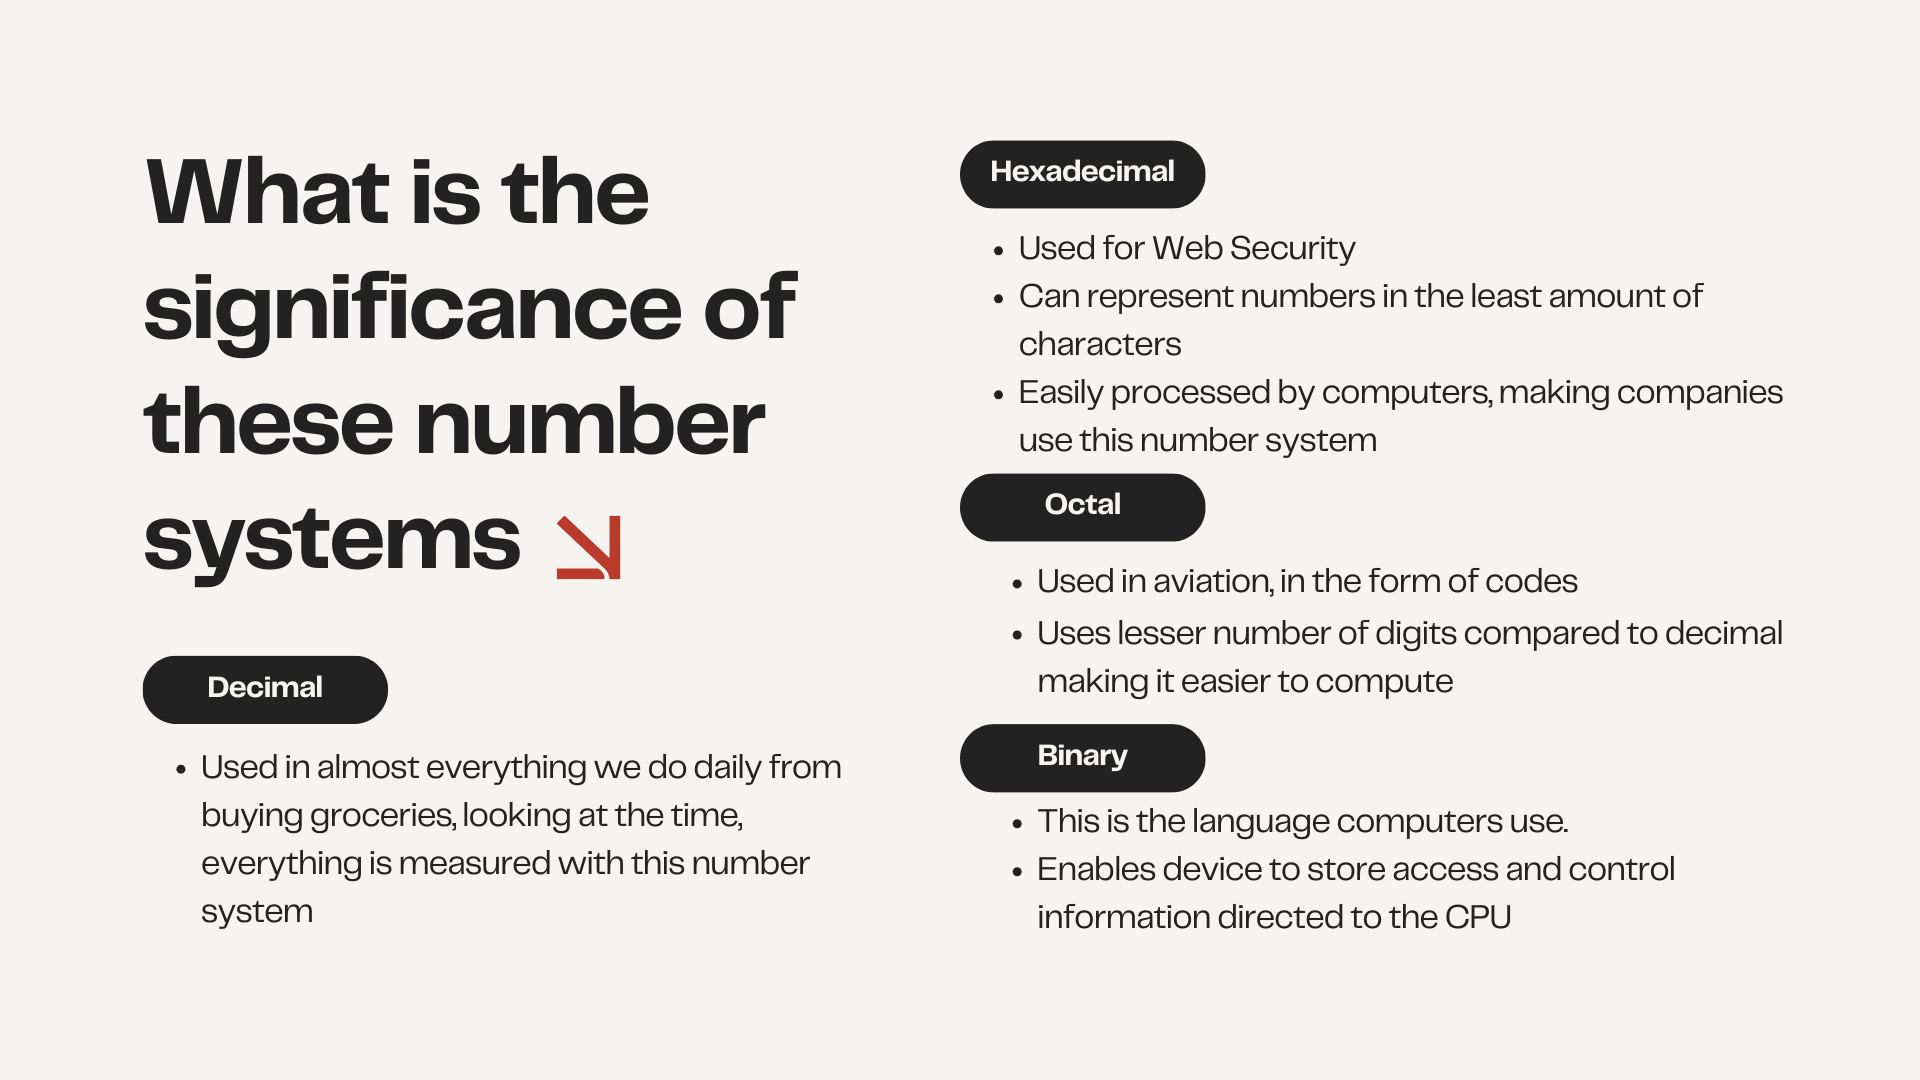 What is the
significance of
these number
systems
Decimal
• Used in almost everything we do daily from
buying groceries, looking at the time,
everything is measured with this number
system
Hexadecimal
• Used for Web Security
• Can represent numbers in the least amount of
characters
• Easily processed by computers, making companies
use this number system
Octal
• Used in aviation, in the form of codes
• Uses lesser number of digits compared to decimal
making it easier to compute
Binary
• This is the language computers use.
• Enables device to store access and control
information directed to the CPU